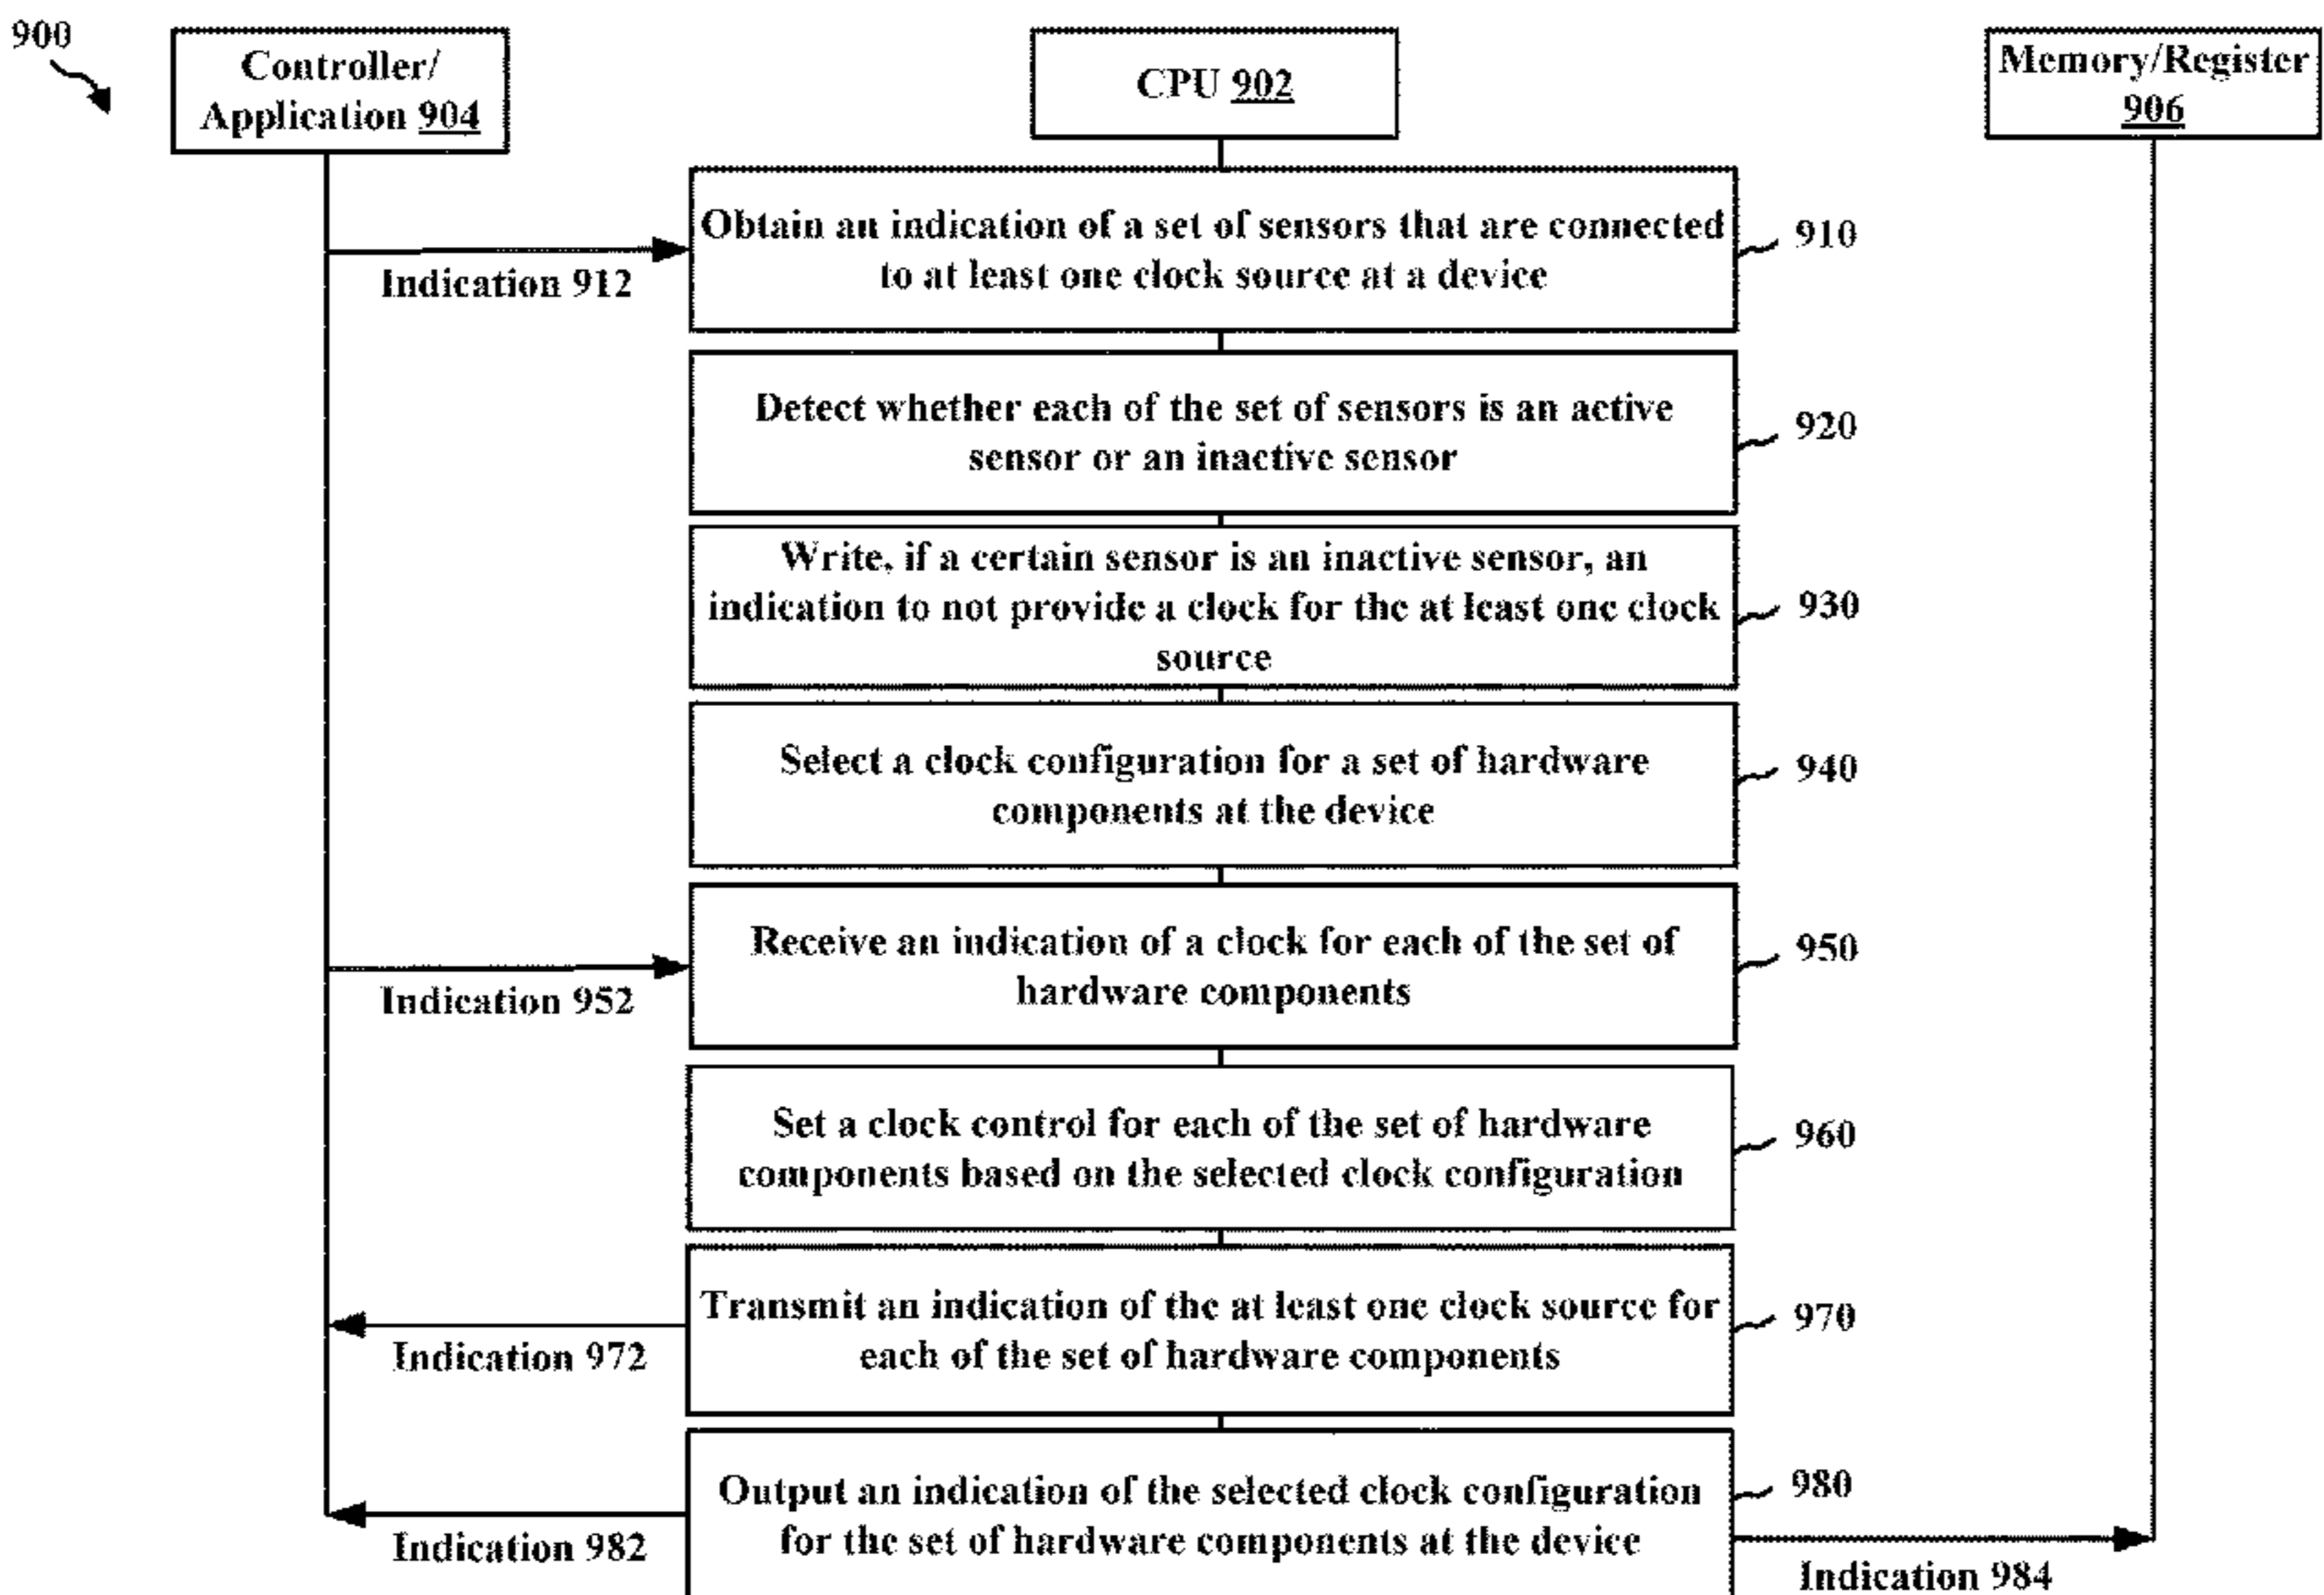 900
Controller/
Application 904
CPU 902
Memory/Register
906
Obtain an indication of a set of sensors that are connected
to at least one clock source at a device
910
Indication 912
Detect whether each of the set of sensors is an active
sensor or an inactive sensor
920
Write, if a certain sensor is an inactive sensor, an
indication to not provide a clock for the at least one clock
source
930
Select a clock configuration for a set of hardware
components at the device
940
Receive an indication of a clock for each of the set of
hardware components
950
Indication 952
Set a clock control for each of the set of hardware
components based on the selected clock configuration
960
Transmit an indication of the at least one clock source for
each of the set of hardware components
970
Indication 972
Output an indication of the selected clock configuration
for the set of hardware components at the device
980
Indication 982
Indication 984